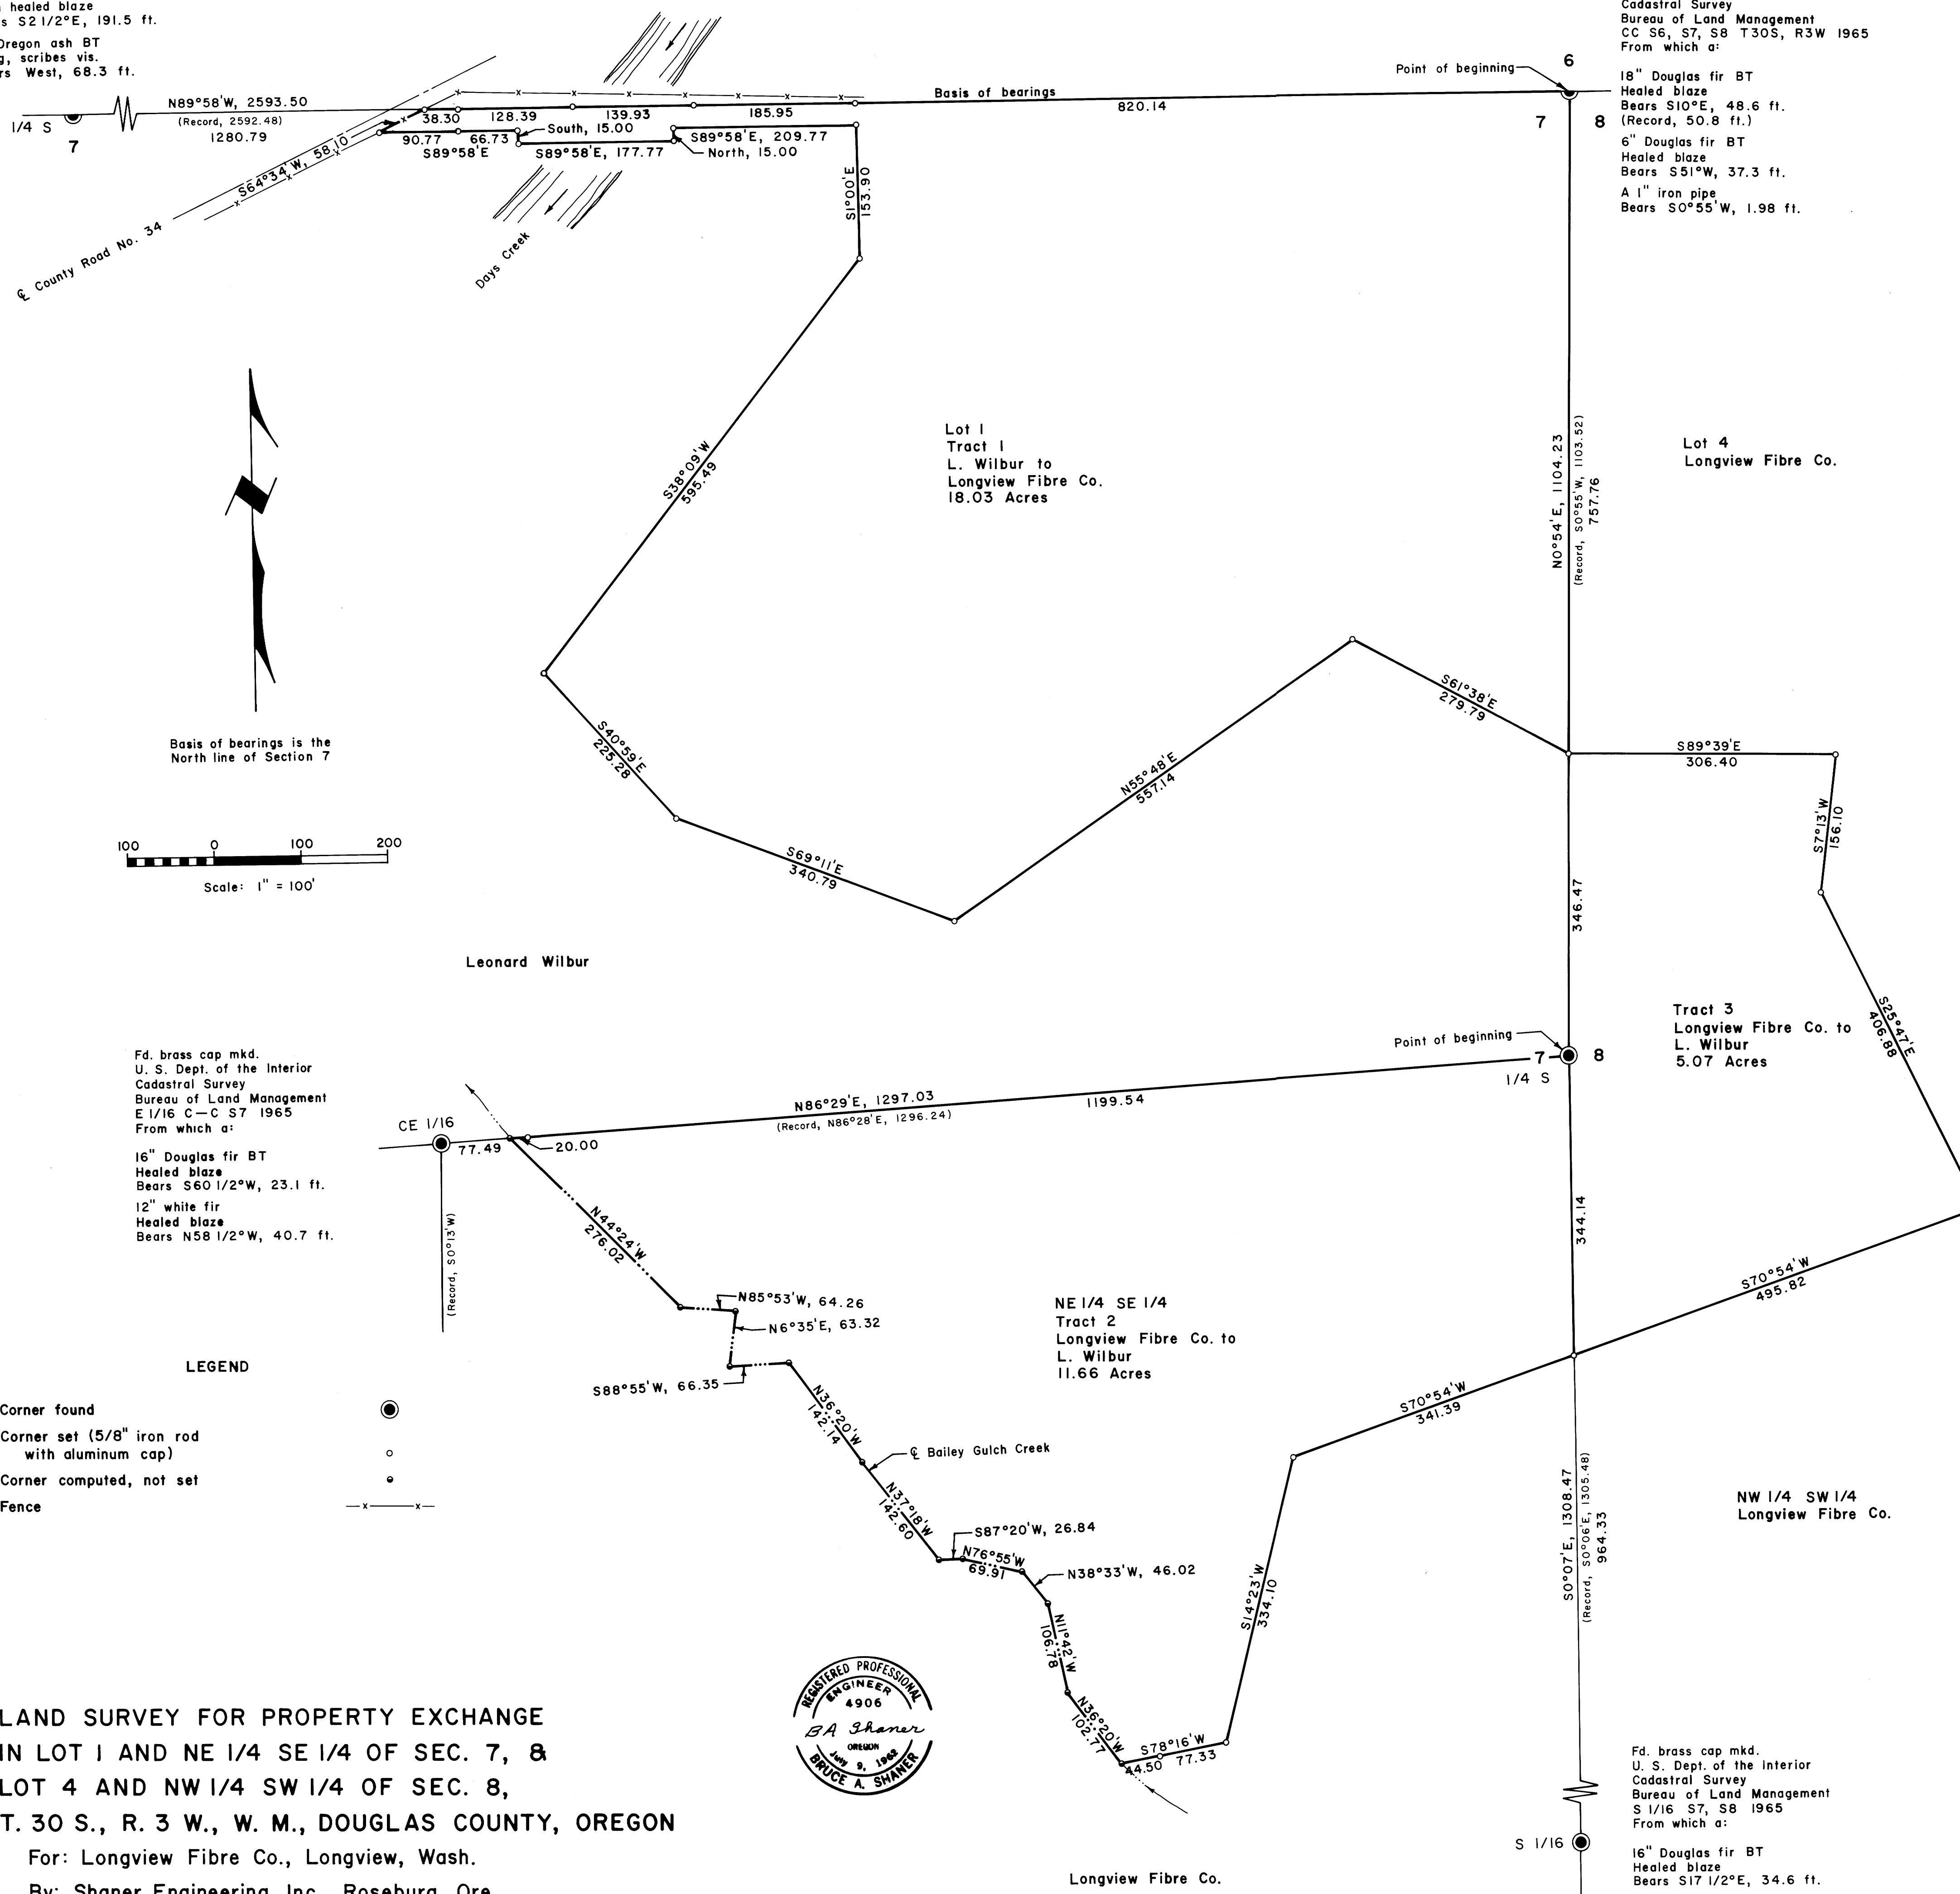 healed blaze
S2 1/2°E, 191.5 ft.
Oregon ash BT
scribes vis.
West, 68.3 ft.
1/4 S
7
N89°58'W, 2593.50
(Record, 2592.48)
1280.79
38.30
128.39
139.93
185.95
Basis of bearings
820.14
Point of beginning
6
7
8
90.77
66.73
S89°58'E
South, 15.00
S89°58'E, 177.77
S89°58'E, 209.77
North, 15.00
S64°34'W, 58.10
℄ County Road No. 34
Days Creek
S1°00'E
153.90
Cadastral Survey
Bureau of Land Management
CC S6, S7, S8 T30S, R3W 1965
From which a:
18" Douglas fir BT
Healed blaze
Bears S10°E, 48.6 ft.
(Record, 50.8 ft.)
6" Douglas fir BT
Healed blaze
Bears S51°W, 37.3 ft.
A 1" iron pipe
Bears S0°55'W, 1.98 ft.
S38°09'W
595.49
Lot 1
Tract 1
L. Wilbur to
Longview Fibre Co.
18.03 Acres
N0°54'E, 1104.23
(Record, S0°55'W, 1103.52)
757.76
Lot 4
Longview Fibre Co.
Basis of bearings is the
North line of Section 7
100 0 100 200
Scale: 1" = 100'
S40°59'E
225.28
S69°11'E
340.79
N55°48'E
557.14
S61°38'E
279.79
S89°39'E
306.40
S7°13'W
156.10
346.47
S25°47'E
406.88
Leonard Wilbur
Tract 3
Longview Fibre Co. to
L. Wilbur
5.07 Acres
Point of beginning
7
8
1/4 S
Fd. brass cap mkd.
U. S. Dept. of the Interior
Cadastral Survey
Bureau of Land Management
E 1/16 C—C S7 1965
From which a:
16" Douglas fir BT
Healed blaze
Bears S60 1/2°W, 23.1 ft.
12" white fir
Healed blaze
Bears N58 1/2°W, 40.7 ft.
CE 1/16
77.49
20.00
N86°29'E, 1297.03
(Record, N86°28'E, 1296.24)
1199.54
(Record, S0°13'W)
N44°24'W
276.02
N85°53'W, 64.26
N6°35'E, 63.32
S88°55'W, 66.35
N36°20'W
142.14
℄ Bailey Gulch Creek
N37°18'W
142.60
S87°20'W, 26.84
N76°55'W
69.91
N38°33'W, 46.02
N11°42'W
106.78
N36°20'W
102.77
S78°16'W
44.50
77.33
S14°23'W
334.10
S70°54'W
341.39
S70°54'W
495.82
344.14
NE 1/4 SE 1/4
Tract 2
Longview Fibre Co. to
L. Wilbur
11.66 Acres
S0°07'E, 1308.47
(Record, S0°06'E, 1305.48)
964.33
NW 1/4 SW 1/4
Longview Fibre Co.
LEGEND
Corner found
Corner set (5/8" iron rod
with aluminum cap)
Corner computed, not set
Fence
x x
REGISTERED PROFESSIONAL
ENGINEER
4906
BA Shaner
OREGON
July 9, 1962
BRUCE A. SHANER
LAND SURVEY FOR PROPERTY EXCHANGE
IN LOT 1 AND NE 1/4 SE 1/4 OF SEC. 7, &
LOT 4 AND NW 1/4 SW 1/4 OF SEC. 8,
T. 30 S., R. 3 W., W. M., DOUGLAS COUNTY, OREGON
For: Longview Fibre Co., Longview, Wash.
By: Shaner Engineering, Inc., Roseburg, Ore.
Longview Fibre Co.
S 1/16
Fd. brass cap mkd.
U. S. Dept. of the Interior
Cadastral Survey
Bureau of Land Management
S 1/16 S7, S8 1965
From which a:
16" Douglas fir BT
Healed blaze
Bears S17 1/2°E, 34.6 ft.